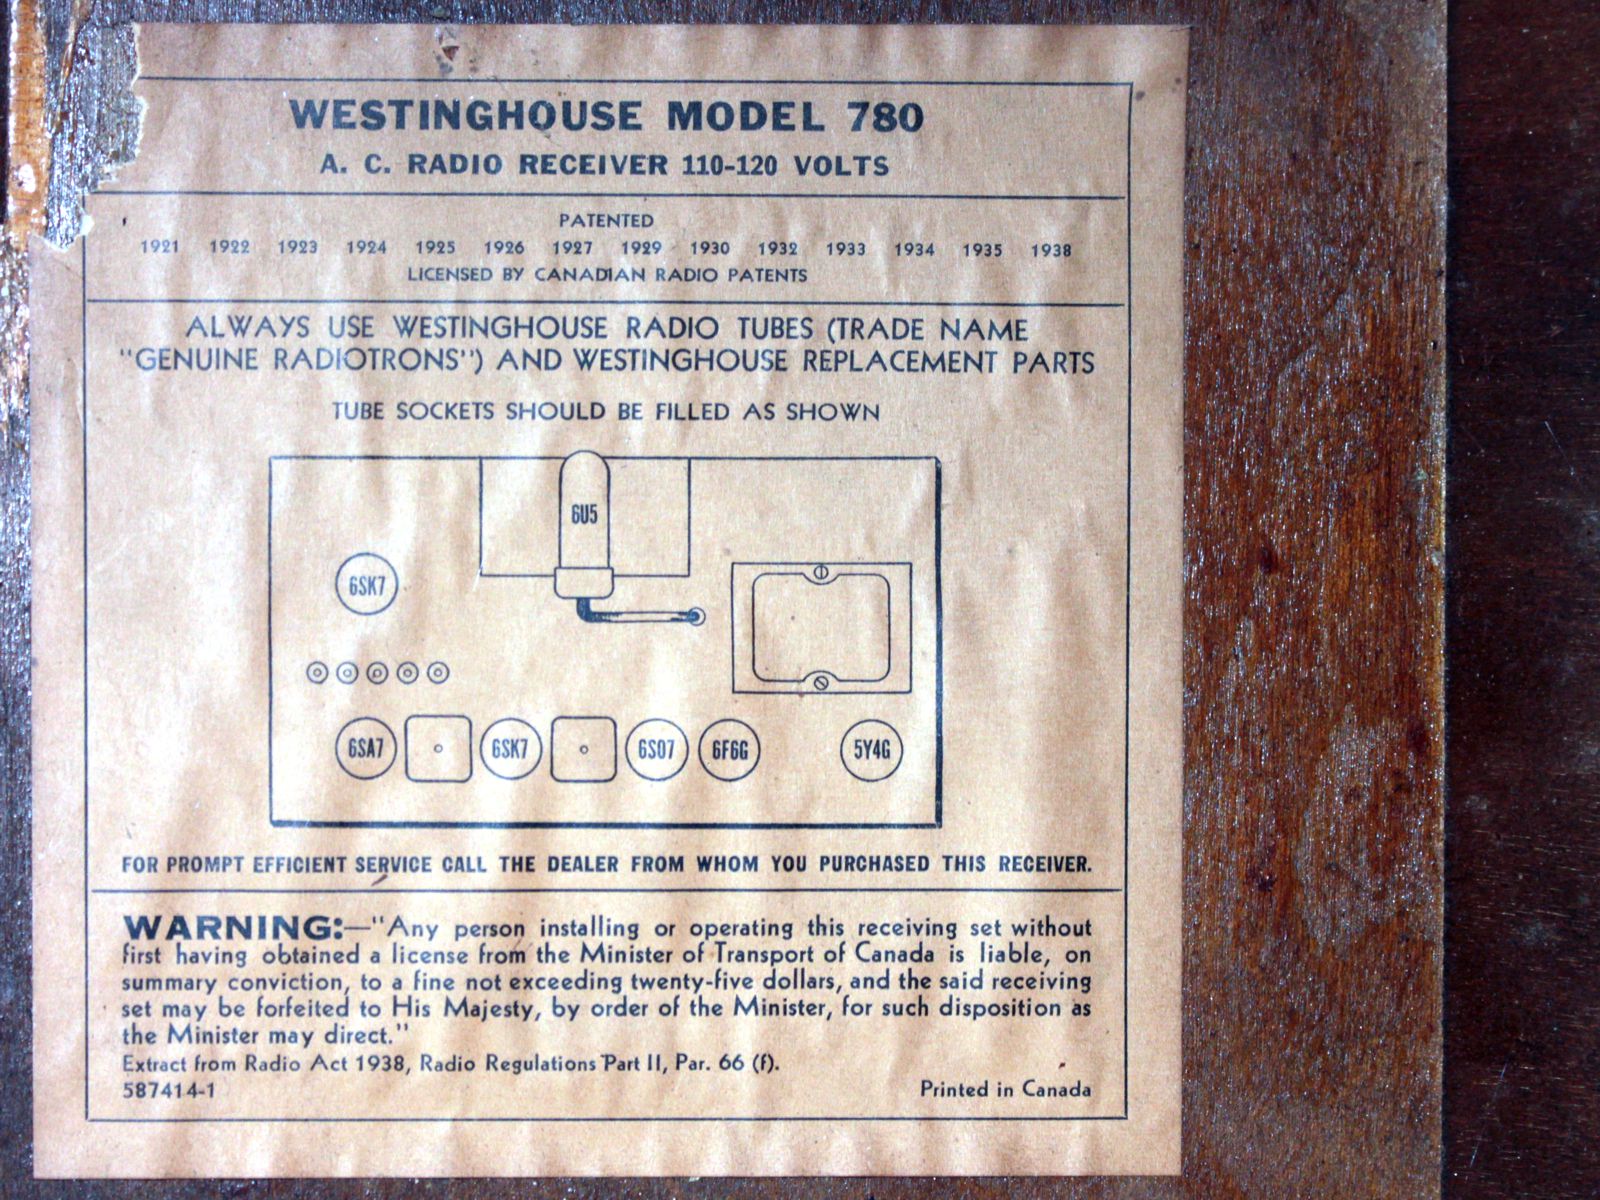 WESTINGHOUSE MODEL 780
A. C. RADIO RECEIVER 110-120 VOLTS
PATENTED
1921 1922 1923 1924 1925 1926 1927 1929 1930 1932 1933 1934 1935 1938
LICENSED BY CANADIAN RADIO PATENTS
ALWAYS USE WESTINGHOUSE RADIO TUBES (TRADE NAME
"GENUINE RADIOTRONS") AND WESTINGHOUSE REPLACEMENT PARTS
TUBE SOCKETS SHOULD BE FILLED AS SHOWN
6U5
6SK7
6SA7 6SK7 6SQ7 6F6G 5Y4G
FOR PROMPT EFFICIENT SERVICE CALL THE DEALER FROM WHOM YOU PURCHASED THIS RECEIVER.
WARNING:—"Any person installing or operating this receiving set without
first having obtained a license from the Minister of Transport of Canada is liable, on
summary conviction, to a fine not exceeding twenty-five dollars, and the said receiving
set may be forfeited to His Majesty, by order of the Minister, for such disposition as
the Minister may direct."
Extract from Radio Act 1938, Radio Regulations Part II, Par. 66 (f).
587414-1 Printed in Canada